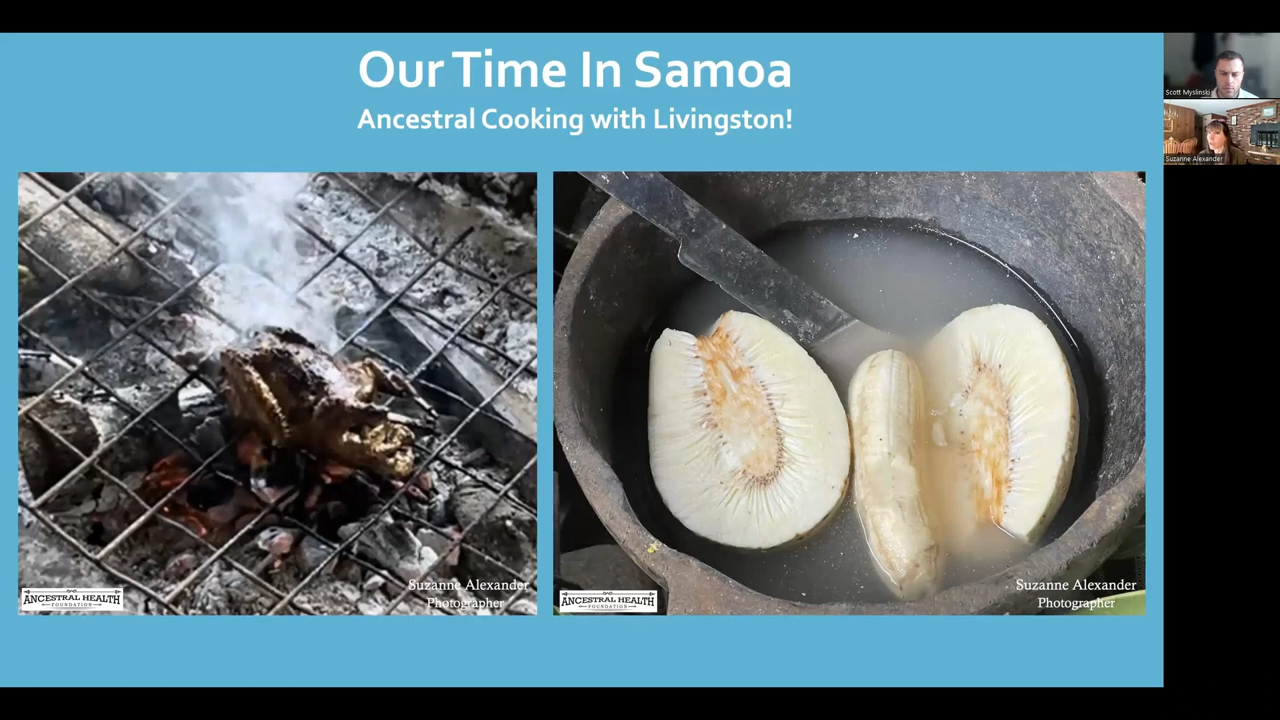 Our Time In Samoa
Ancestral Cooking with Livingston!
Scott Myslinski
Suzanne Alexander
ANCESTRAL HEALTH
FOUNDATION
Suzanne Alexander
Photographer
ANCESTRAL HEALTH
FOUNDATION
Suzanne Alexander
Photographer